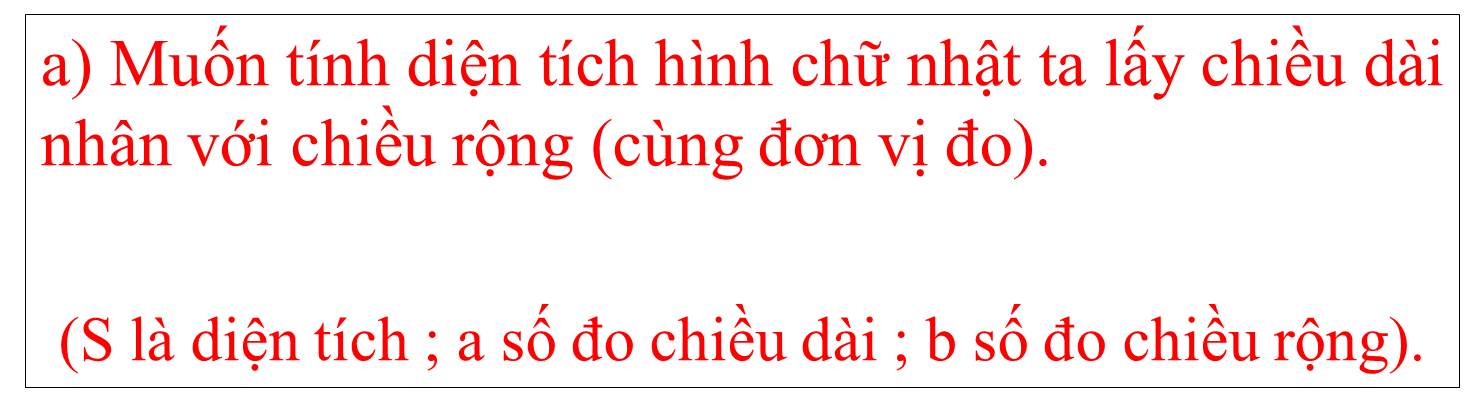 a) Muốn tính diện tích hình chữ nhật ta lấy chiều dài
nhân với chiều rộng (cùng đơn vị đo).
(S là diện tích ; a số đo chiều dài ; b số đo chiều rộng).